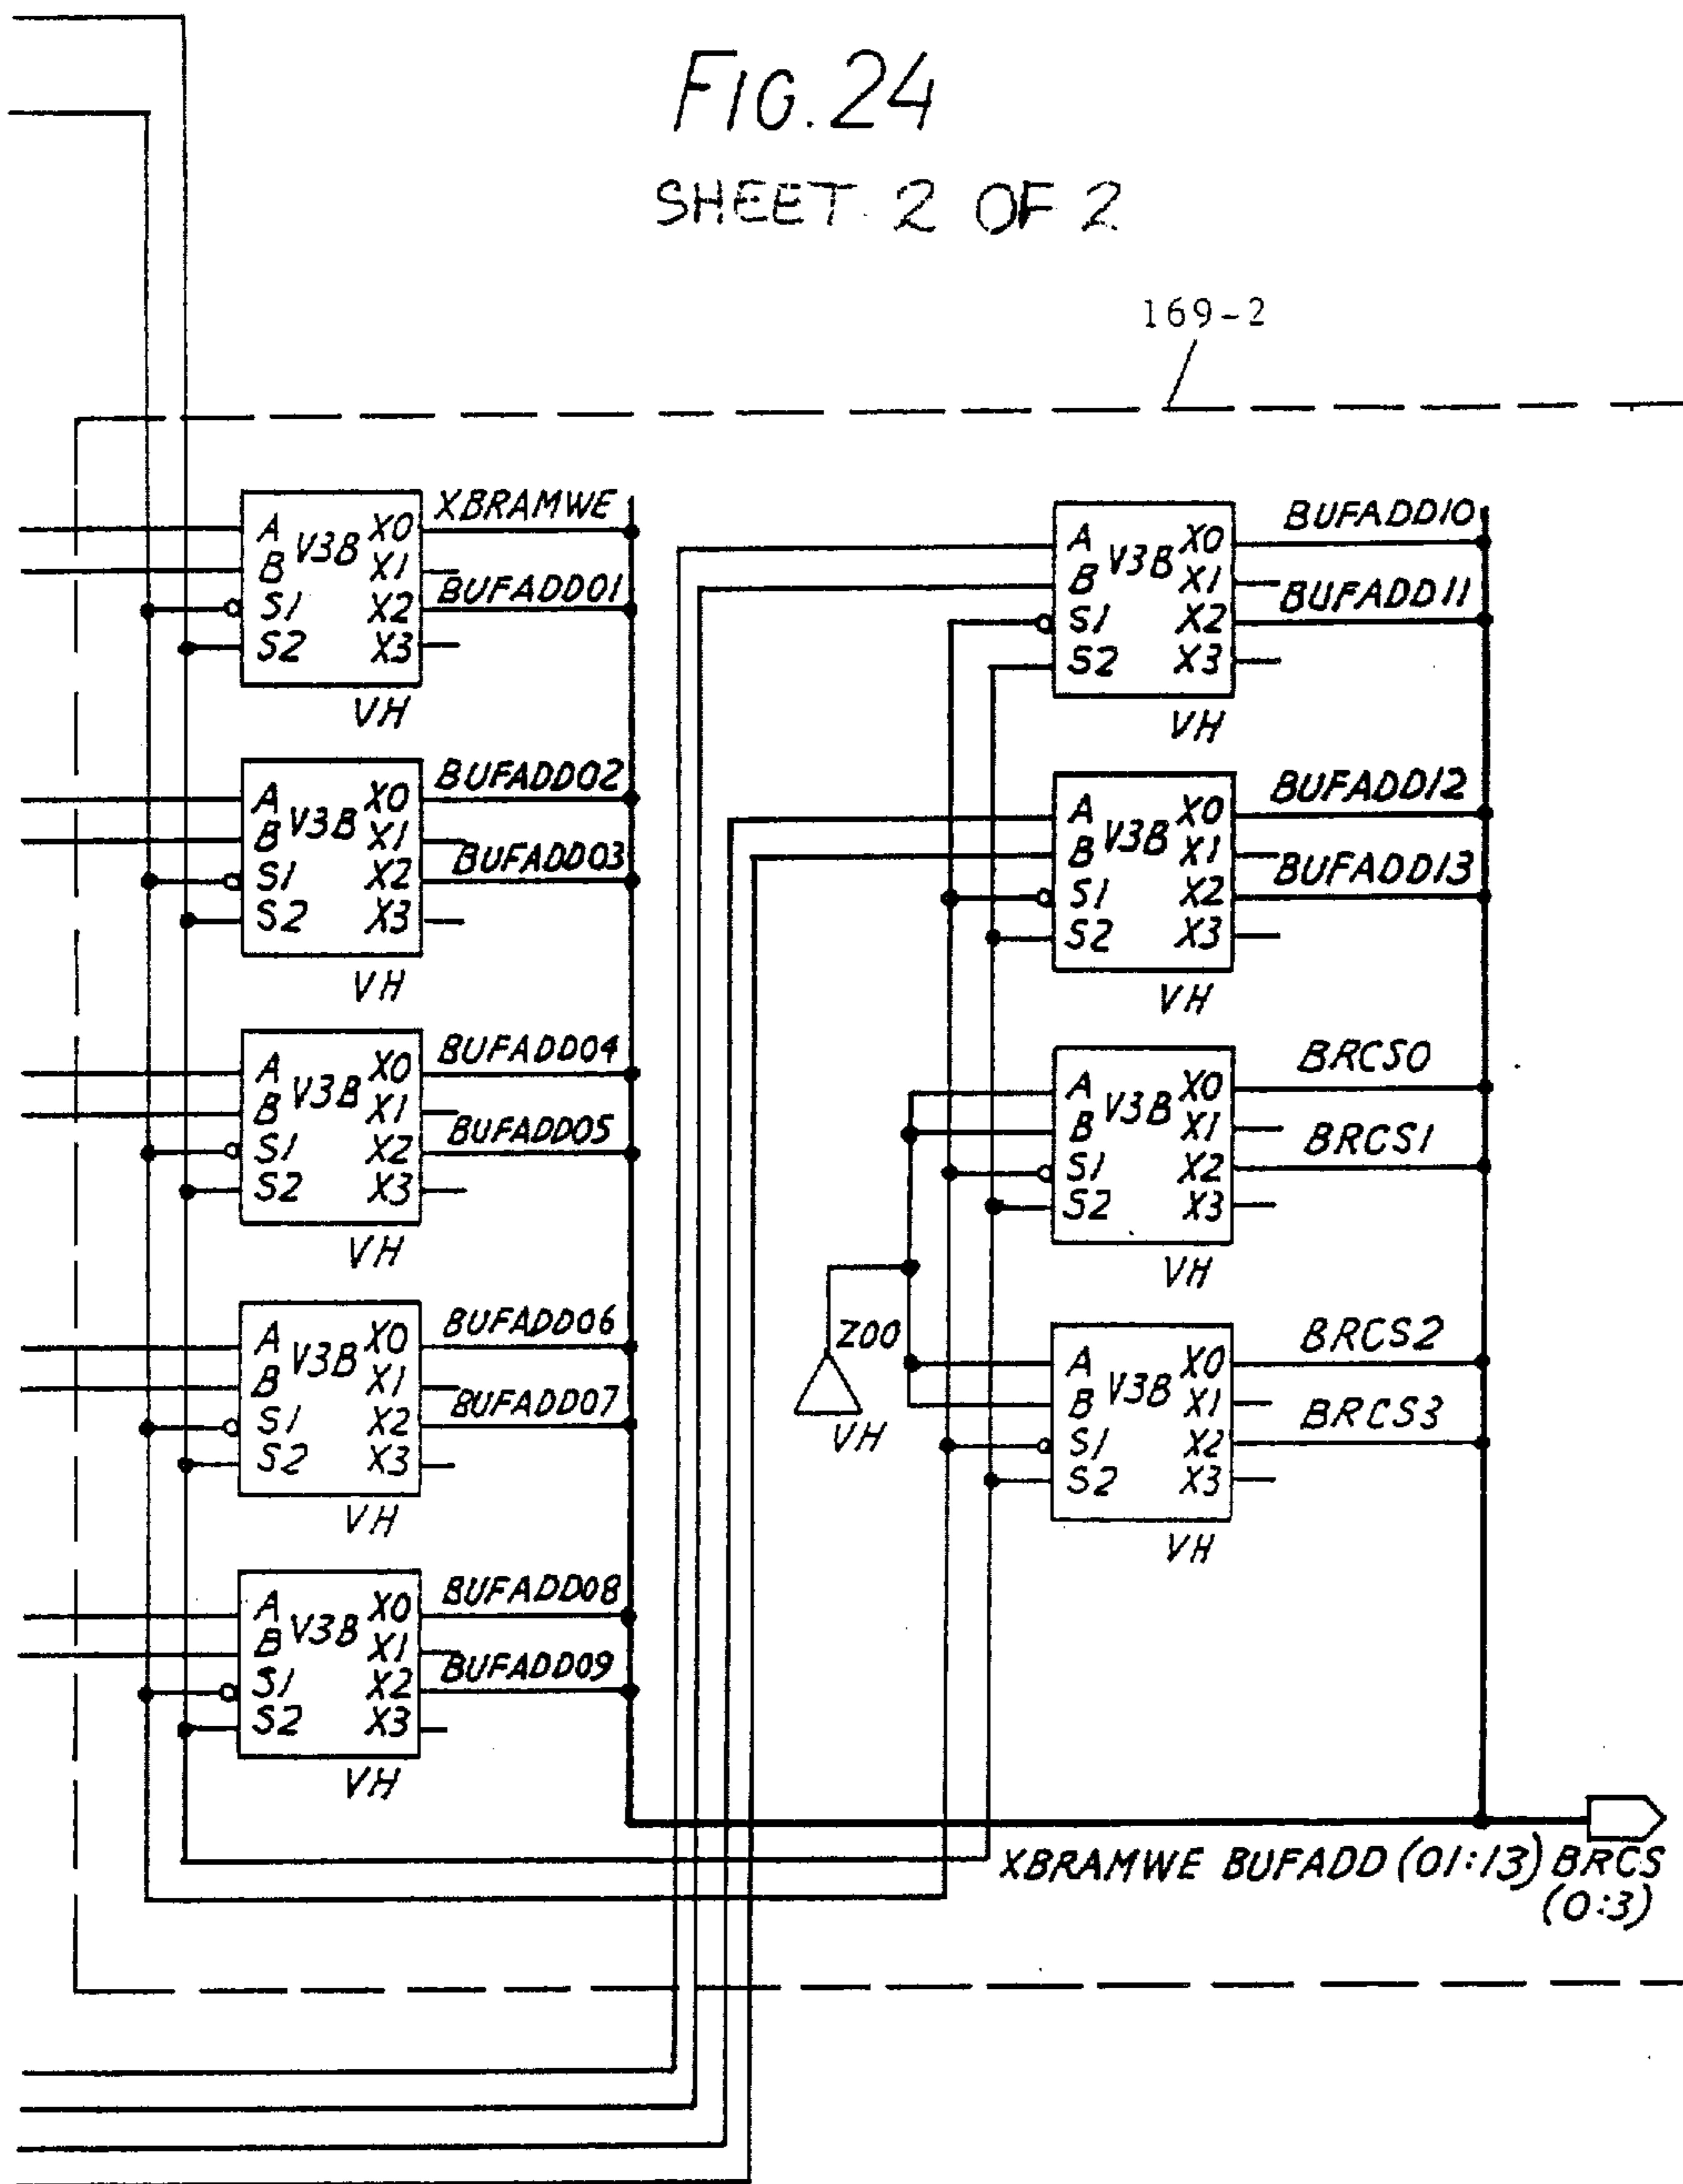 FIG. 24
SHEET 2 OF 2
169-2
A V3B X0 XBRAMWE
B X1
S1 X2 BUFADD01
S2 X3
VH
A V3B X0 BUFADD02
B X1
S1 X2 BUFADD03
S2 X3
VH
A V3B X0 BUFADD04
B X1
S1 X2 BUFADD05
S2 X3
VH
A V3B X0 BUFADD06
B X1
S1 X2 BUFADD07
S2 X3
VH
A V3B X0 BUFADD08
B X1
S1 X2 BUFADD09
S2 X3
VH
A V3B X0 BUFADD10
B X1
S1 X2 BUFADD11
S2 X3
VH
A V3B X0 BUFADD12
B X1
S1 X2 BUFADD13
S2 X3
VH
A V3B X0 BRCS0
B X1
S1 X2 BRCS1
S2 X3
VH
Z00
VH
A V3B X0 BRCS2
B X1
S1 X2 BRCS3
S2 X3
VH
XBRAMWE BUFADD (01:13) BRCS
(0:3)